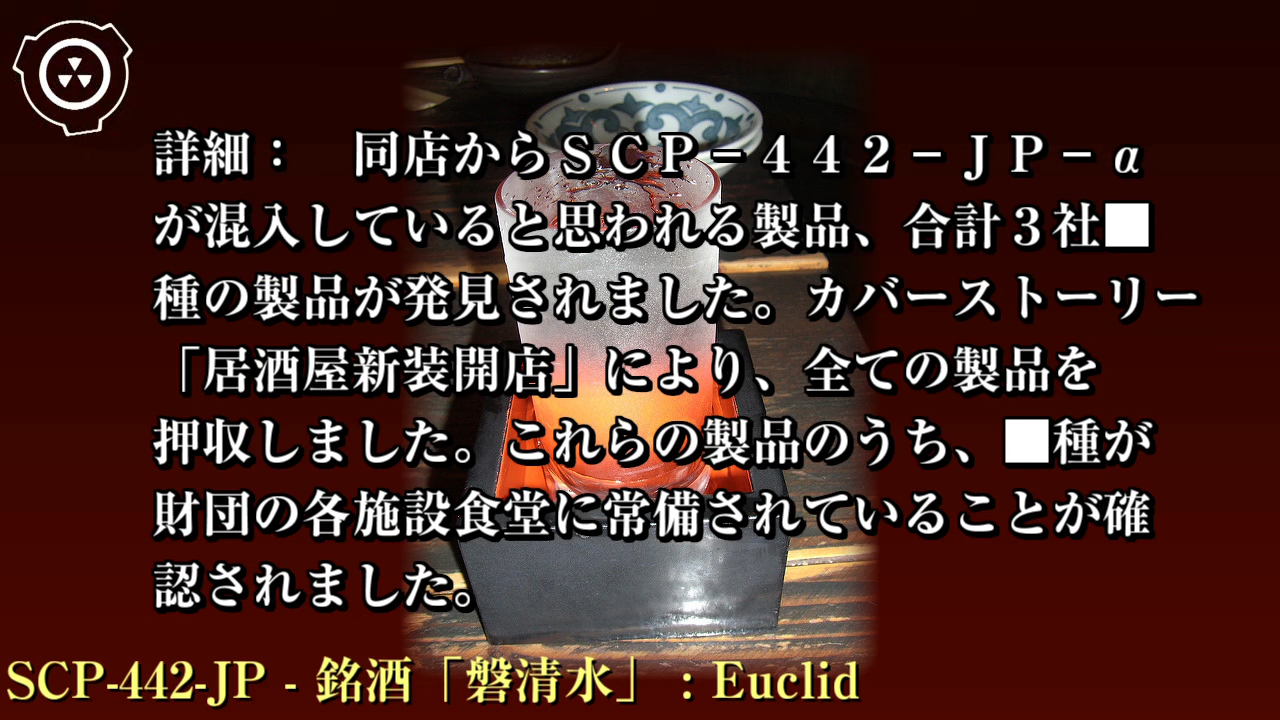 詳細：　同店からＳＣＰ－４４２－ＪＰ－α
が混入していると思われる製品、合計３社■
種の製品が発見されました。カバーストーリー
「居酒屋新装開店」により、全ての製品を
押収しました。これらの製品のうち、■種が
財団の各施設食堂に常備されていることが確
認されました。
SCP-442-JP - 銘酒「磐清水」 : Euclid